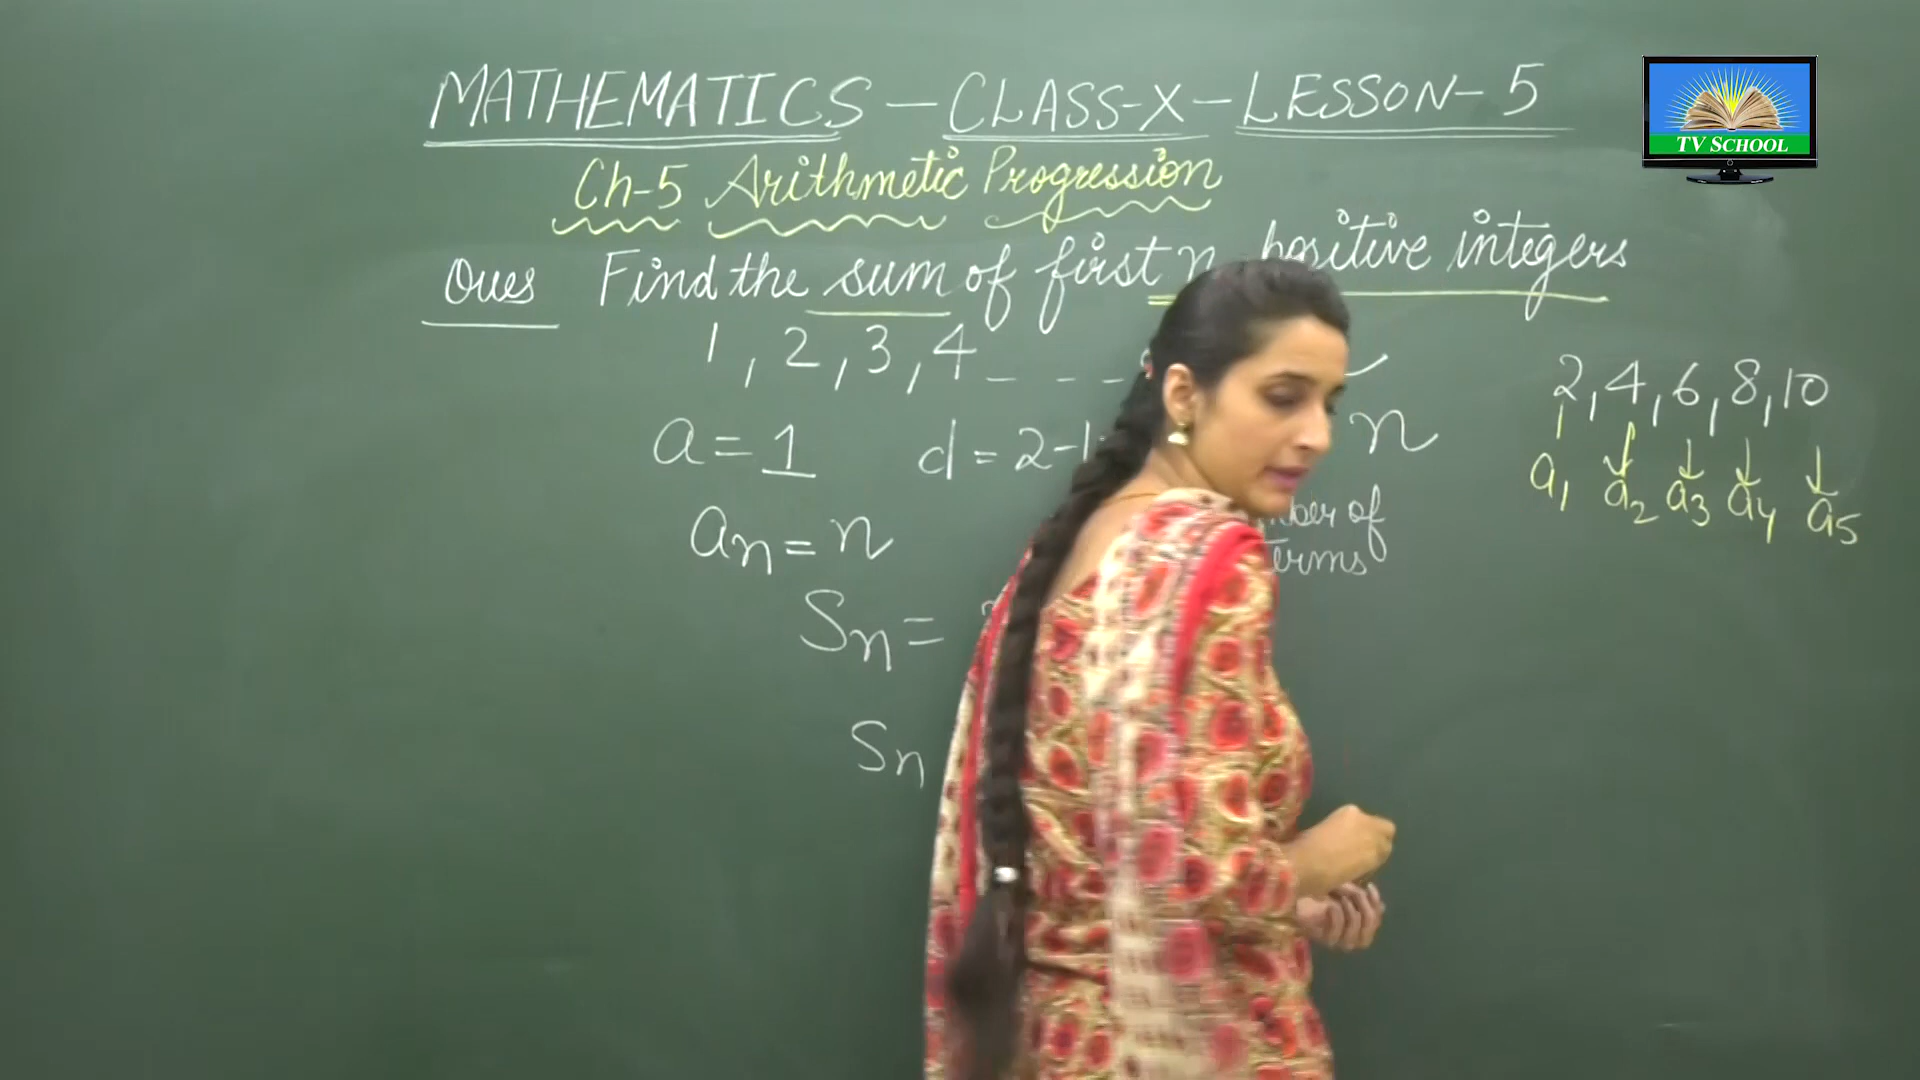 MATHEMATICS - CLASS-X - LESSON - 5
TV SCHOOL
Ch-5 Arithmetic Progression
Ques Find the sum of first n positive integers
1, 2, 3, 4 - - -
2, 4, 6, 8, 10
a = 1 d = 2-1 n
a1 a2 a3 a4 a5
of
terms
an = n
Sn =
Sn